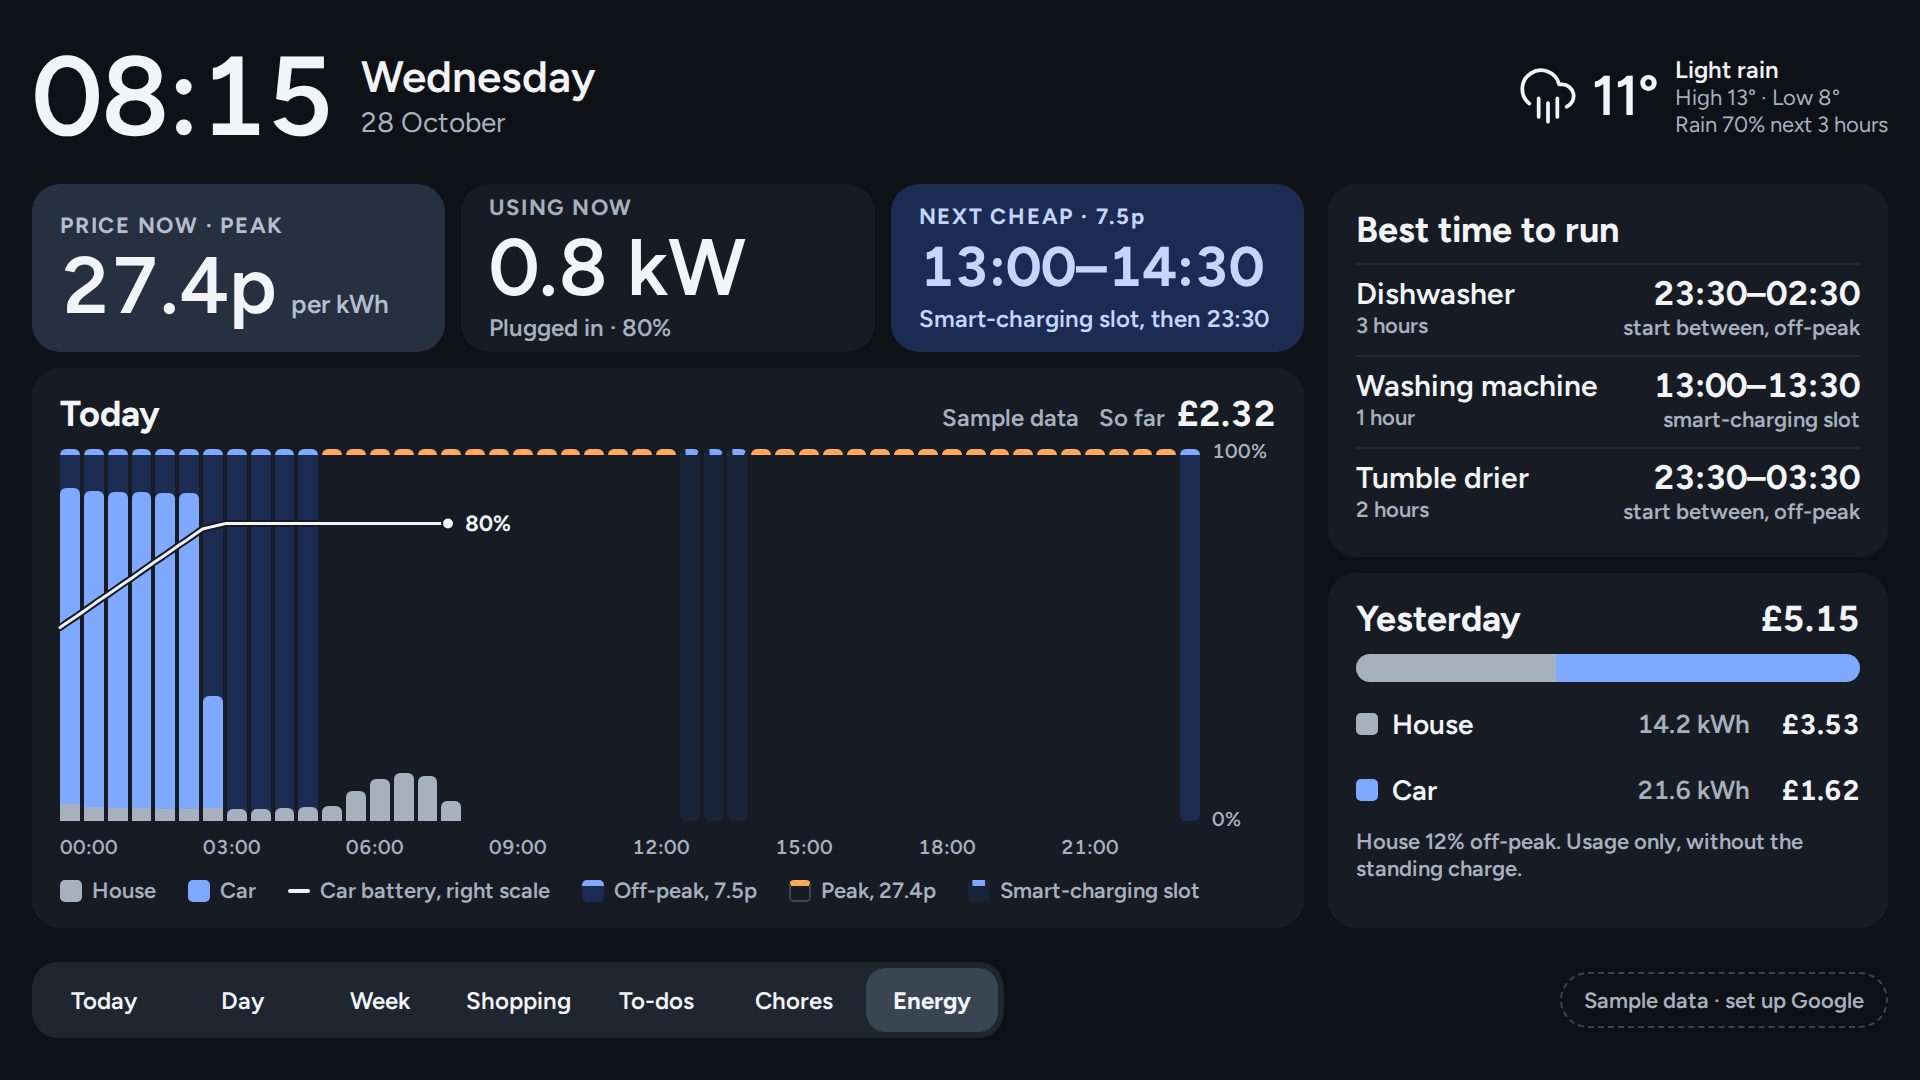 08:15
Wednesday
28 October
11°
Light rain
High 13° · Low 8°
Rain 70% next 3 hours
PRICE NOW · PEAK
27.4p per kWh
USING NOW
0.8 kW
Plugged in · 80%
NEXT CHEAP · 7.5p
13:00–14:30
Smart-charging slot, then 23:30
Today
Sample data So far £2.32
100%
80%
0%
00:00 03:00 06:00 09:00 12:00 15:00 18:00 21:00
House Car Car battery, right scale Off-peak, 7.5p Peak, 27.4p Smart-charging slot
Best time to run
Dishwasher 23:30–02:30
3 hours start between, off-peak
Washing machine 13:00–13:30
1 hour smart-charging slot
Tumble drier 23:30–03:30
2 hours start between, off-peak
Yesterday £5.15
House 14.2 kWh £3.53
Car 21.6 kWh £1.62
House 12% off-peak. Usage only, without the
standing charge.
Today Day Week Shopping To-dos Chores Energy
Sample data · set up Google